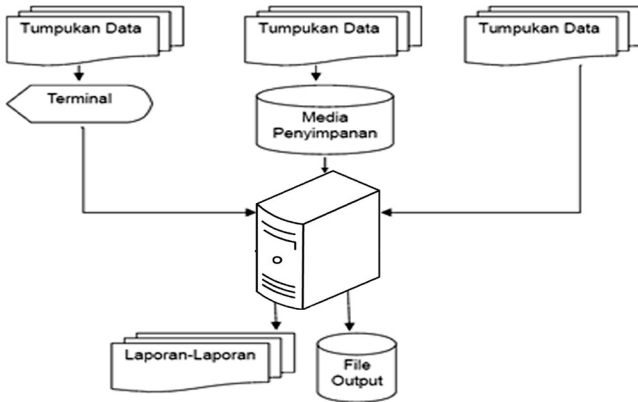 Tumpukan Data
Tumpukan Data
Tumpukan Data
Terminal
Media
Penyimpanan
Laporan-Laporan
File
Output